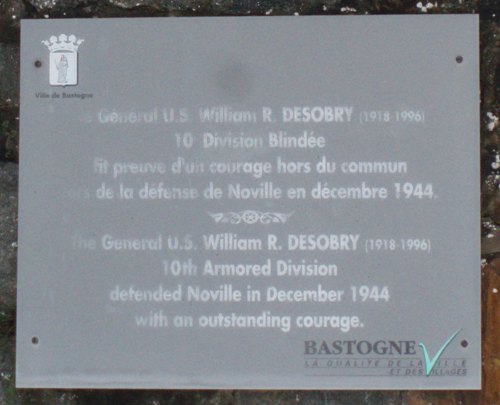 Ville de Bastogne
Le Général U.S. William R. DESOBRY (1918-1996)
10 Division Blindée
fit preuve d'un courage hors du commun
lors de la défense de Noville en décembre 1944.
The General U.S. William R. DESOBRY (1918-1996)
10th Armored Division
defended Noville in December 1944
with an outstanding courage.
BASTOGNE
LA QUALITÉ DE LA VILLE
ET DES VILLAGES